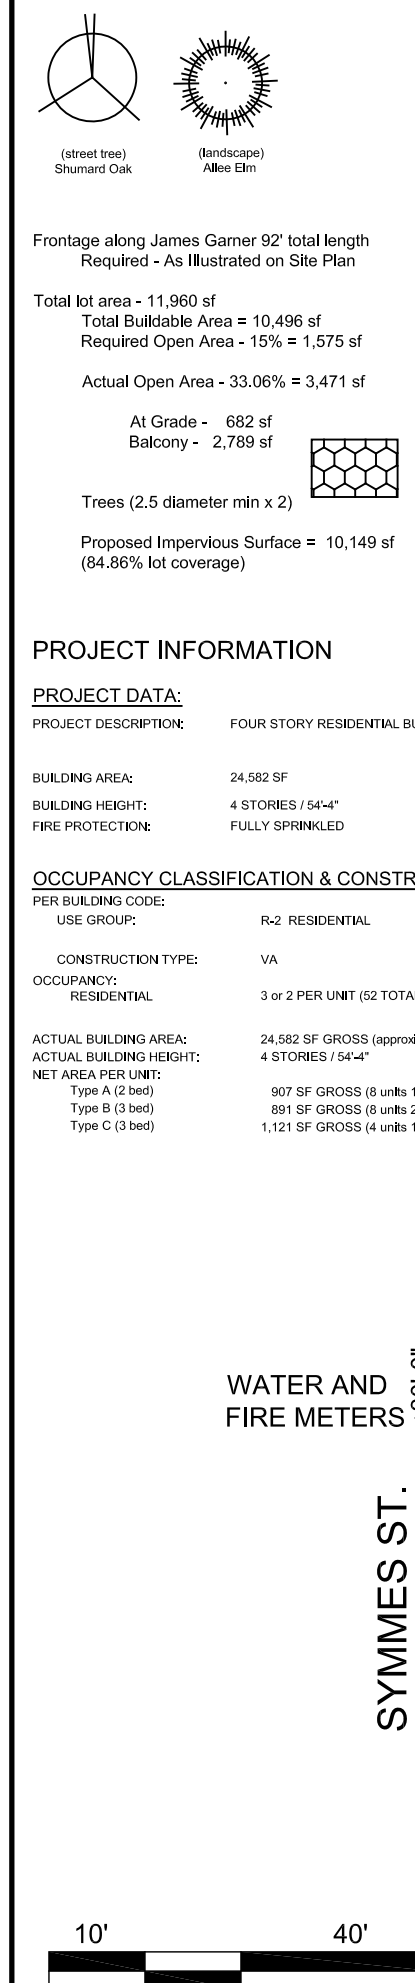 (street tree) (landscape)
Shumard Oak Allee Elm
Frontage along James Garner 92' total length
Required - As Illustrated on Site Plan
Total lot area - 11,960 sf
Total Buildable Area = 10,496 sf
Required Open Area - 15% = 1,575 sf
Actual Open Area - 33.06% = 3,471 sf
At Grade - 682 sf
Balcony - 2,789 sf
Trees (2.5 diameter min x 2)
Proposed Impervious Surface = 10,149 sf
(84.86% lot coverage)
PROJECT INFORMATION
PROJECT DATA:
PROJECT DESCRIPTION: FOUR STORY RESIDENTIAL
BUILDING AREA: 24,582 SF
BUILDING HEIGHT: 4 STORIES / 54'-4"
FIRE PROTECTION: FULLY SPRINKLED
OCCUPANCY CLASSIFICATION &
PER BUILDING CODE:
USE GROUP: R-2 RESIDENTIAL
CONSTRUCTION TYPE: VA
OCCUPANCY:
RESIDENTIAL 3 or 2 PER UNIT (52
ACTUAL BUILDING AREA: 24,582 SF GROSS
ACTUAL BUILDING HEIGHT: 4 STORIES / 54'-4"
NET AREA PER UNIT:
Type A (2 bed) 907 SF GROSS (8 units
Type B (3 bed) 891 SF GROSS (8 units
Type C (3 bed) 1,121 SF GROSS (4 units
WATER AND
FIRE METERS
SYMMES ST.
10' 40'